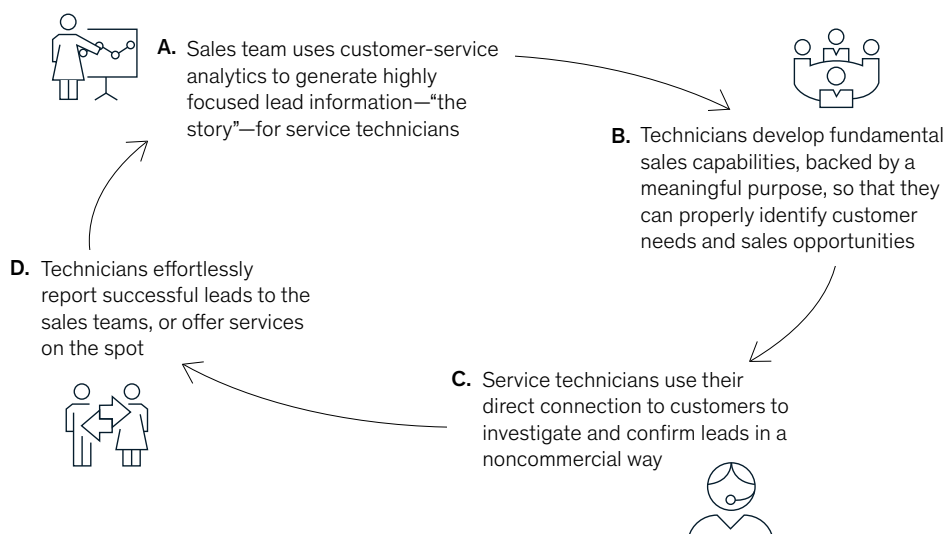 A. Sales team uses customer-service
analytics to generate highly
focused lead information—“the
story”—for service technicians
B. Technicians develop fundamental
sales capabilities, backed by a
meaningful purpose, so that they
can properly identify customer
needs and sales opportunities
C. Service technicians use their
direct connection to customers to
investigate and confirm leads in a
noncommercial way
D. Technicians effortlessly
report successful leads to the
sales teams, or offer services
on the spot